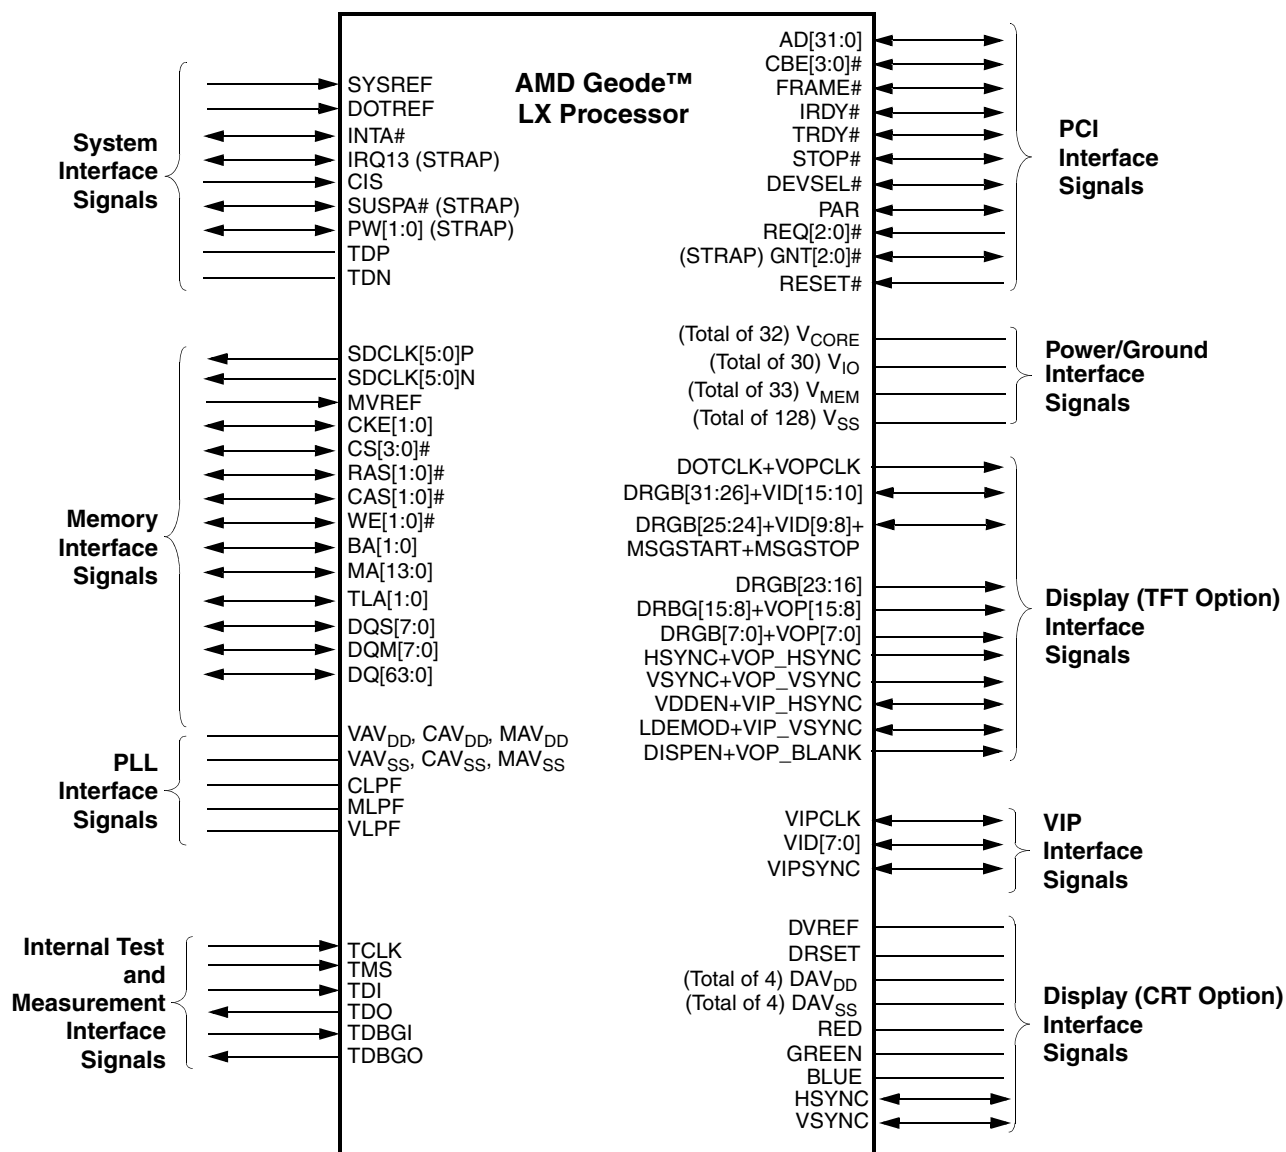 AMD Geode™
LX Processor
System
Interface
Signals
SYSREF
DOTREF
INTA#
IRQ13 (STRAP)
CIS
SUSPA# (STRAP)
PW[1:0] (STRAP)
TDP
TDN
Memory
Interface
Signals
SDCLK[5:0]P
SDCLK[5:0]N
MVREF
CKE[1:0]
CS[3:0]#
RAS[1:0]#
CAS[1:0]#
WE[1:0]#
BA[1:0]
MA[13:0]
TLA[1:0]
DQS[7:0]
DQM[7:0]
DQ[63:0]
PLL
Interface
Signals
VAVDD, CAVDD, MAVDD
VAVSS, CAVSS, MAVSS
CLPF
MLPF
VLPF
Internal Test
and
Measurement
Interface
Signals
TCLK
TMS
TDI
TDO
TDBGI
TDBGO
AD[31:0]
CBE[3:0]#
FRAME#
IRDY#
TRDY#
STOP#
DEVSEL#
PAR
REQ[2:0]#
(STRAP) GNT[2:0]#
RESET#
PCI
Interface
Signals
(Total of 32) VCORE
(Total of 30) VIO
(Total of 33) VMEM
(Total of 128) VSS
Power/Ground
Interface
Signals
DOTCLK+VOPCLK
DRGB[31:26]+VID[15:10]
DRGB[25:24]+VID[9:8]+
MSGSTART+MSGSTOP
DRGB[23:16]
DRBG[15:8]+VOP[15:8]
DRGB[7:0]+VOP[7:0]
HSYNC+VOP_HSYNC
VSYNC+VOP_VSYNC
VDDEN+VIP_HSYNC
LDEMOD+VIP_VSYNC
DISPEN+VOP_BLANK
Display (TFT Option)
Interface
Signals
VIPCLK
VID[7:0]
VIPSYNC
VIP
Interface
Signals
DVREF
DRSET
(Total of 4) DAVDD
(Total of 4) DAVSS
RED
GREEN
BLUE
HSYNC
VSYNC
Display (CRT Option)
Interface
Signals